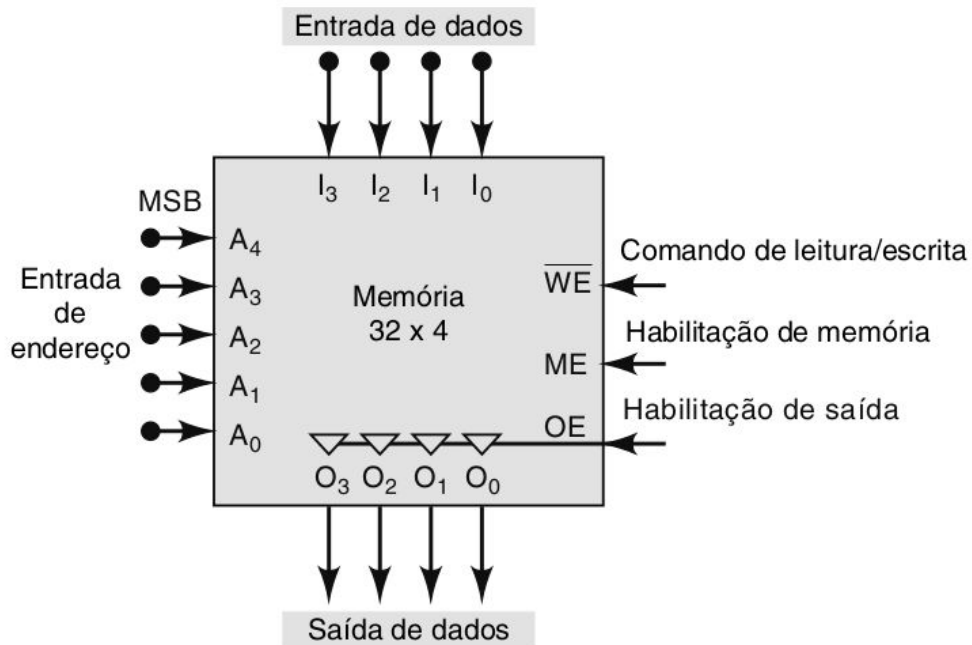 Entrada de dados
I₃ I₂ I₁ I₀
MSB
A₄
A₃
A₂
A₁
A₀
Entrada
de
endereço
Memória
32 x 4
W̅E̅
ME
OE
Comando de leitura/escrita
Habilitação de memória
Habilitação de saída
O₃ O₂ O₁ O₀
Saída de dados